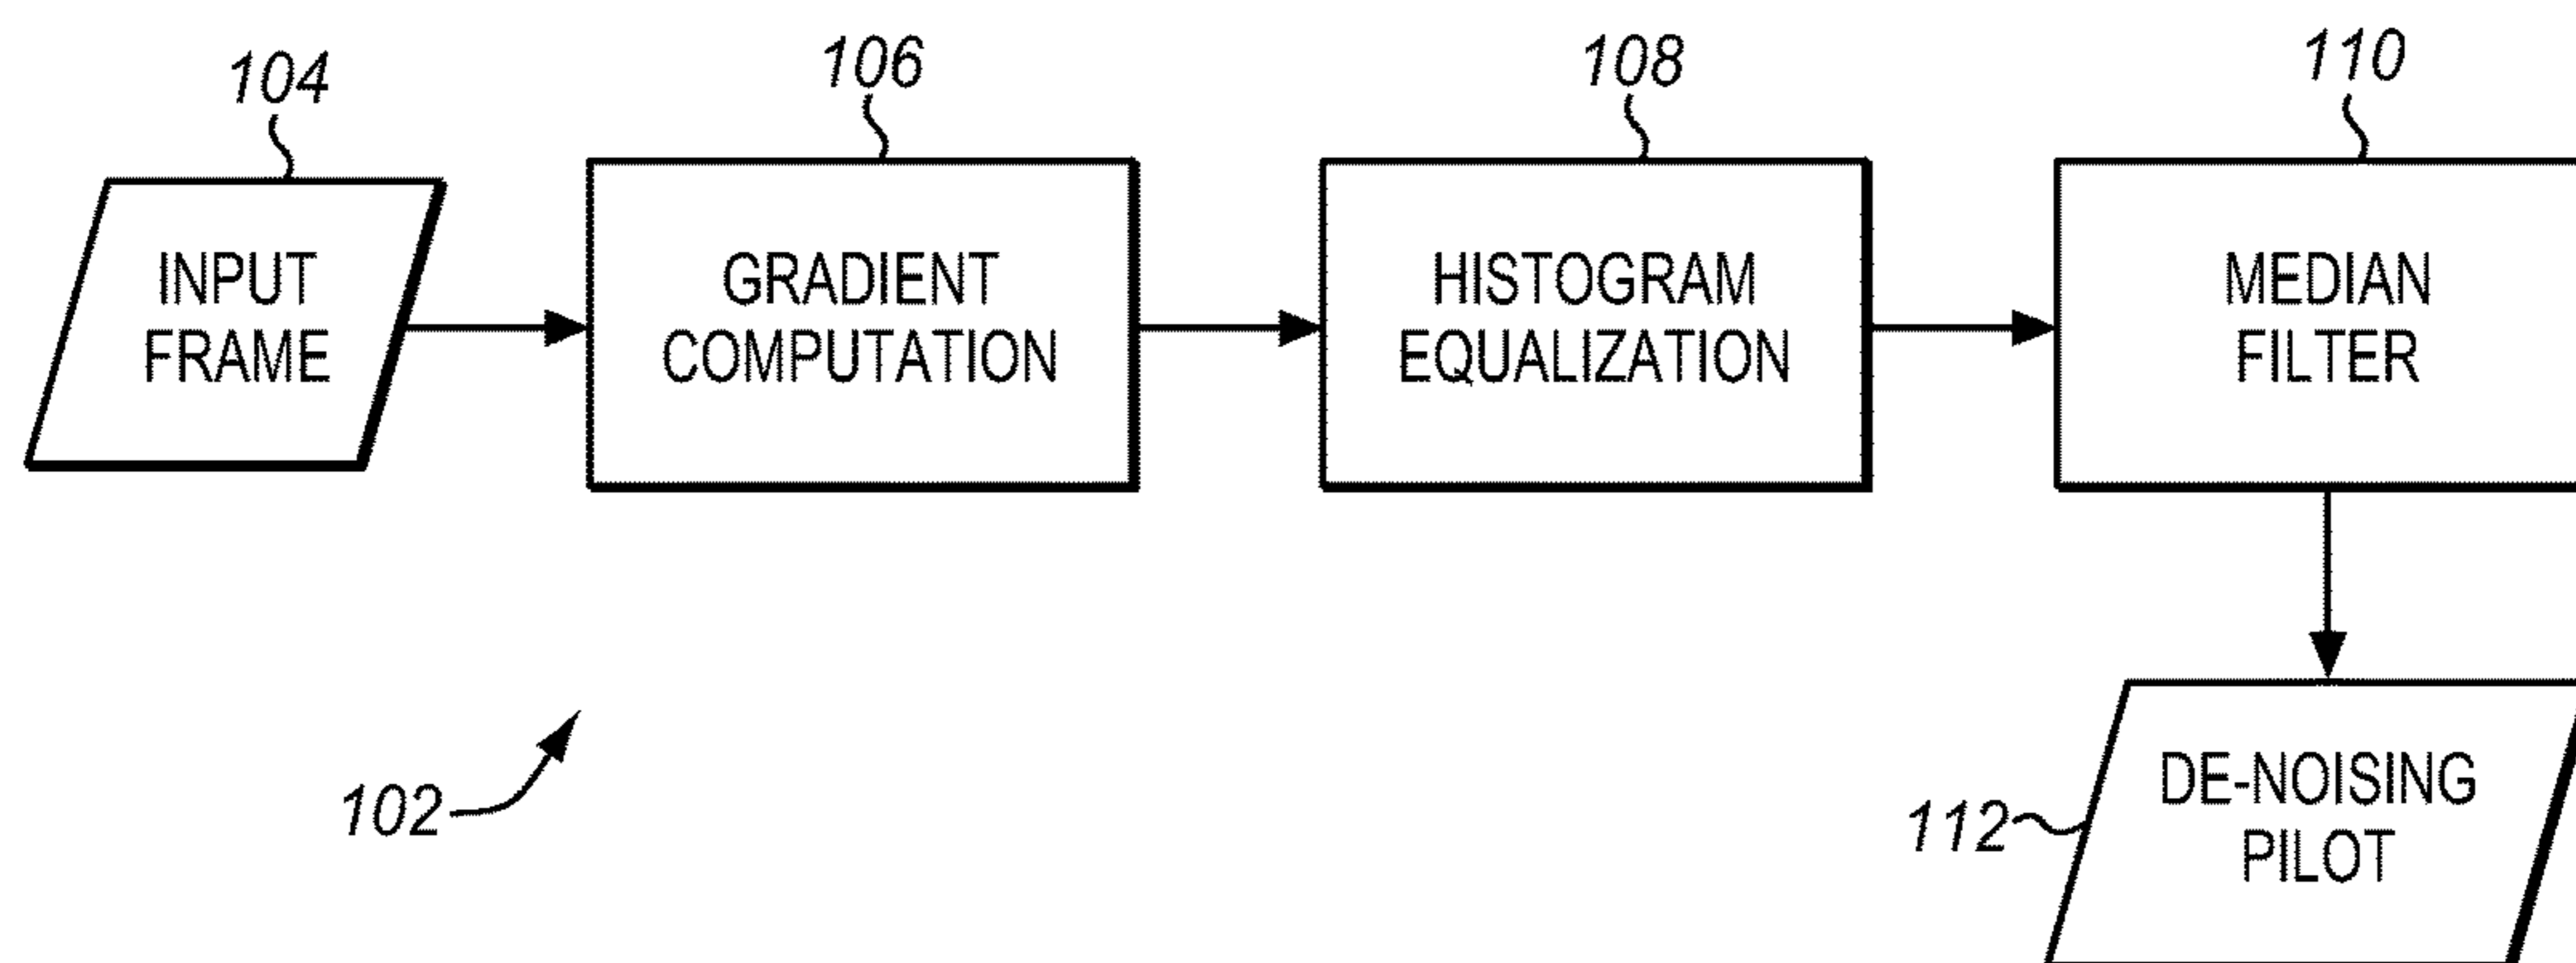 104
106
108
110
INPUT
FRAME
GRADIENT
COMPUTATION
HISTOGRAM
EQUALIZATION
MEDIAN
FILTER
102
112
DE-NOISING
PILOT